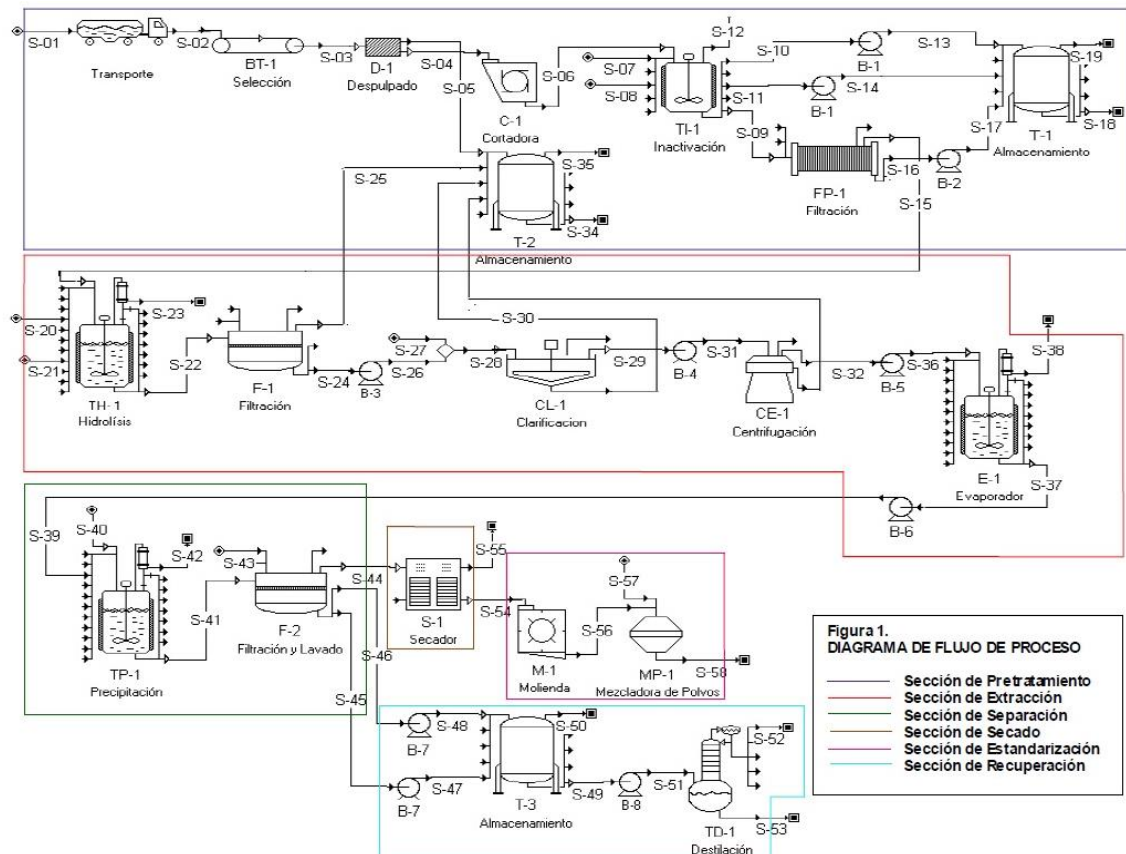 S-01
S-02
Transporte
BT-1
Selección
S-03
D-1
Despulpado
S-04
S-05
C-1
Cortadora
S-06
S-07
S-08
S-12
S-10
S-11
S-09
TI-1
Inactivación
B-1
S-13
B-1
S-14
FP-1
Filtración
S-16
S-15
B-2
S-17
S-19
S-18
T-1
Almacenamiento
S-25
S-35
S-34
T-2
Almacenamiento
S-20
S-21
S-23
TH-1
Hidrolísis
S-22
F-1
Filtración
S-24
B-3
S-26
S-27
S-28
S-30
CL-1
Clarificacion
S-29
B-4
S-31
CE-1
Centrifugación
S-32
B-5
S-36
S-38
E-1
Evaporador
S-37
B-6
S-39
S-40
S-42
TP-1
Precipitación
S-41
S-43
F-2
Filtración y Lavado
S-44
S-46
S-45
S-55
S-1
Secador
S-54
M-1
Molienda
S-56
S-57
MP-1
Mezcladora de Polvos
S-58
B-7
S-48
B-7
S-47
S-50
T-3
Almacenamiento
S-49
B-8
S-51
S-52
TD-1
Destilación
S-53
Figura 1.
DIAGRAMA DE FLUJO DE PROCESO
Sección de Pretratamiento
Sección de Extracción
Sección de Separación
Sección de Secado
Sección de Estandarización
Sección de Recuperación